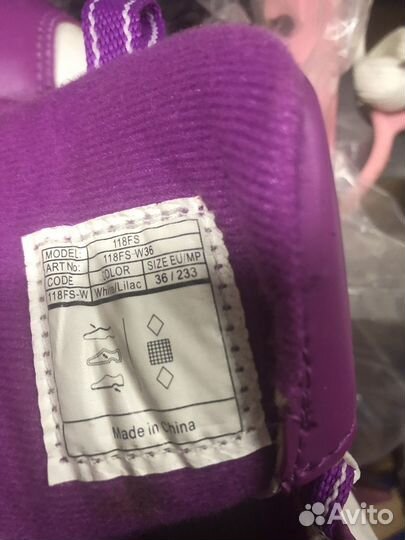 MODEL: 118FS
ART No: 118FS-W36
CODE COLOR SIZE EU/MP
118FS-W White/Lilac 36 / 233
Made in China
Avito